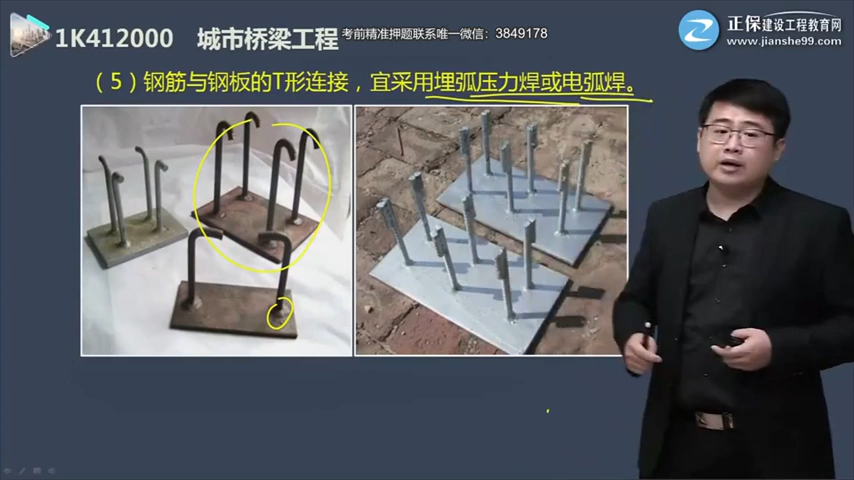 1K412000 城市桥梁工程
考前精准押题联系唯一微信：3849178
正保建设工程教育网
www.jianshe99.com
（5）钢筋与钢板的T形连接，宜采用埋弧压力焊或电弧焊。